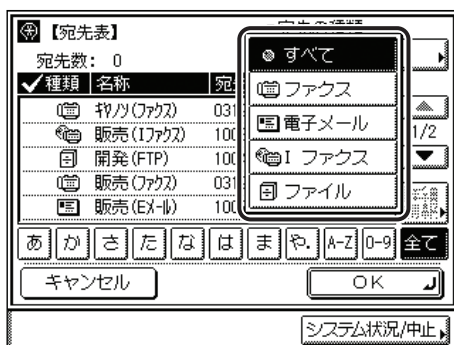 【宛先表】
宛先の種類
宛先数: 0
種類 名称 宛
ｷﾔﾉﾝ(ﾌｧｸｽ) 031
販売(Iﾌｧｸｽ) 100
開発(FTP) 100
販売(ﾌｧｸｽ) 031
販売(Eﾒｰﾙ) 100
すべて
ファクス
電子メール
I ファクス
ファイル
1/2
あ か さ た な は ま や. A-Z 0-9 全て
キャンセル OK
システム状況/中止